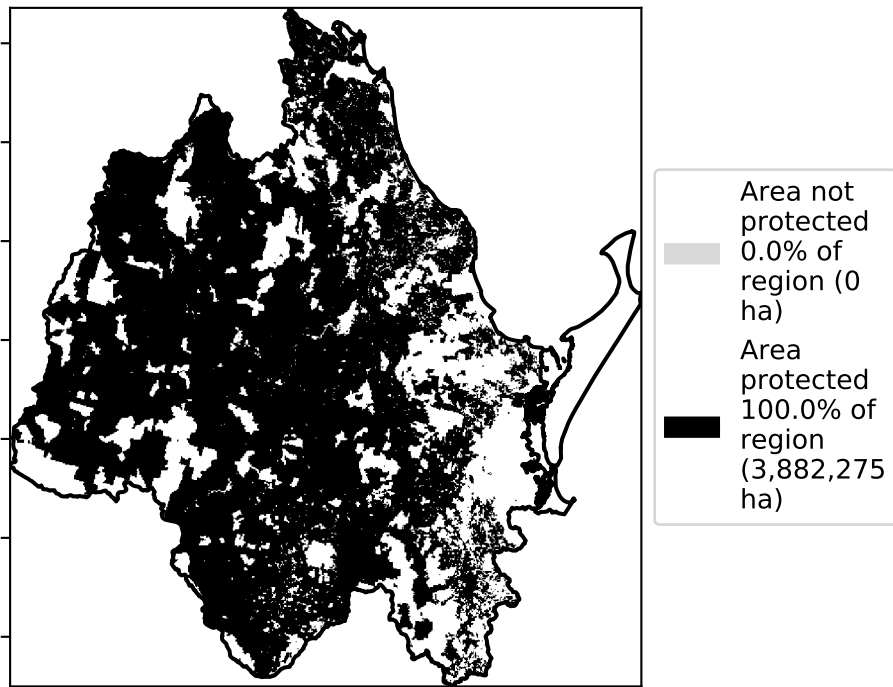 Area not
protected
0.0% of
region (0
ha)
Area
protected
100.0% of
region
(3,882,275
ha)